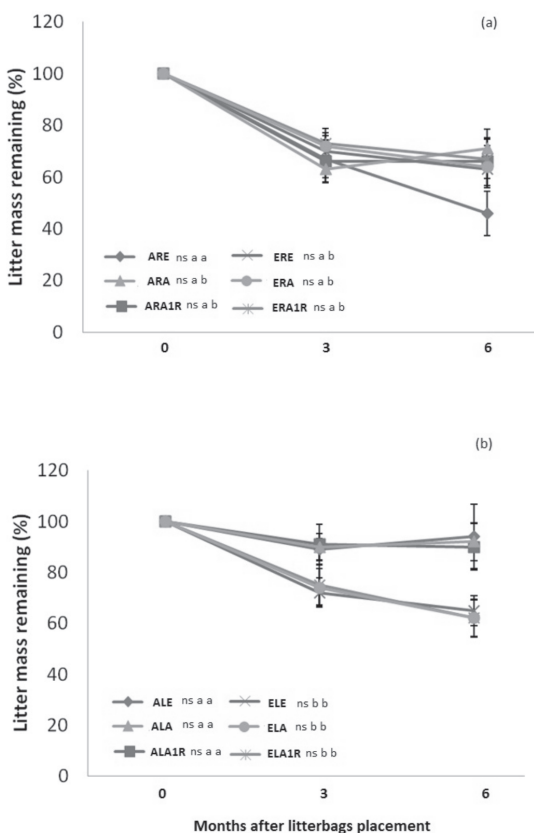 (a)
120
100
80
60
40
20
0
Litter mass remaining (%)
ARE ns a a ERE ns a b
ARA ns a b ERA ns a b
ARA1R ns a b ERA1R ns a b
0 3 6
(b)
120
100
80
60
40
20
0
Litter mass remaining (%)
ALE ns a a ELE ns b b
ALA ns a a ELA ns b b
ALA1R ns a a ELA1R ns b b
0 3 6
Months after litterbags placement